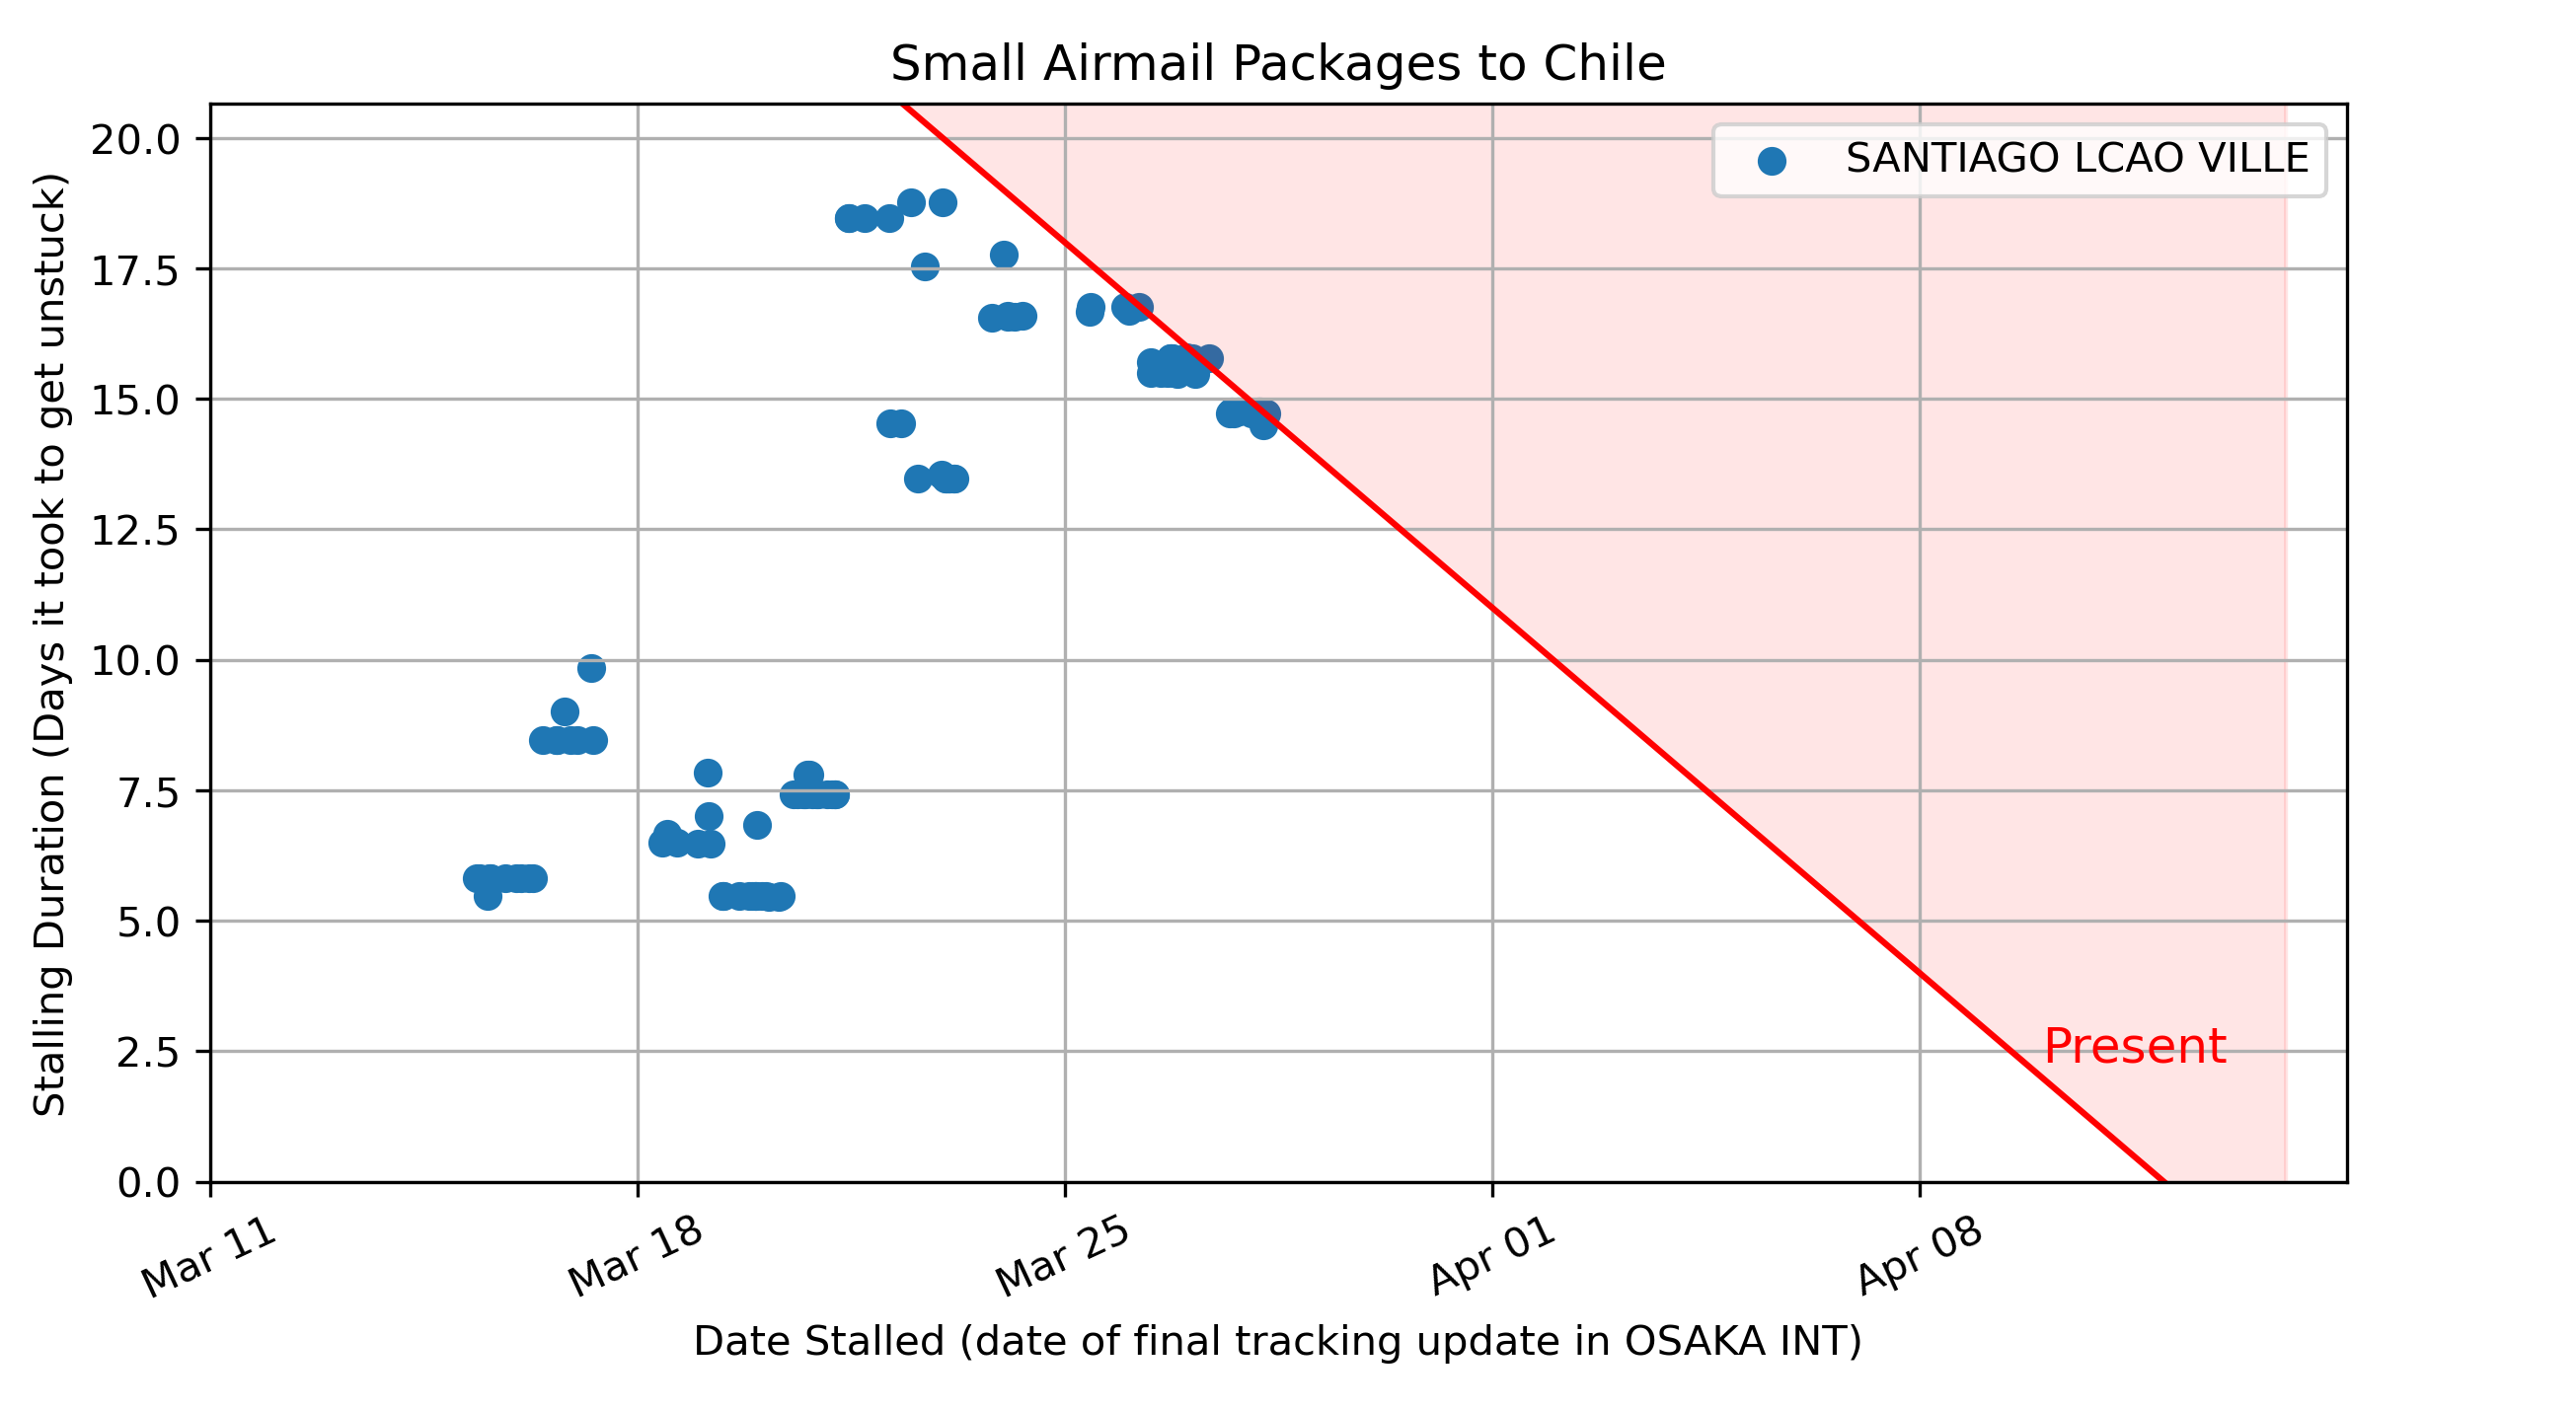 Small Airmail Packages to Chile
SANTIAGO LCAO VILLE
Stalling Duration (Days it took to get unstuck)
20.0
17.5
15.0
12.5
10.0
7.5
5.0
2.5
0.0
Present
Mar 11
Mar 18
Mar 25
Apr 01
Apr 08
Date Stalled (date of final tracking update in OSAKA INT)